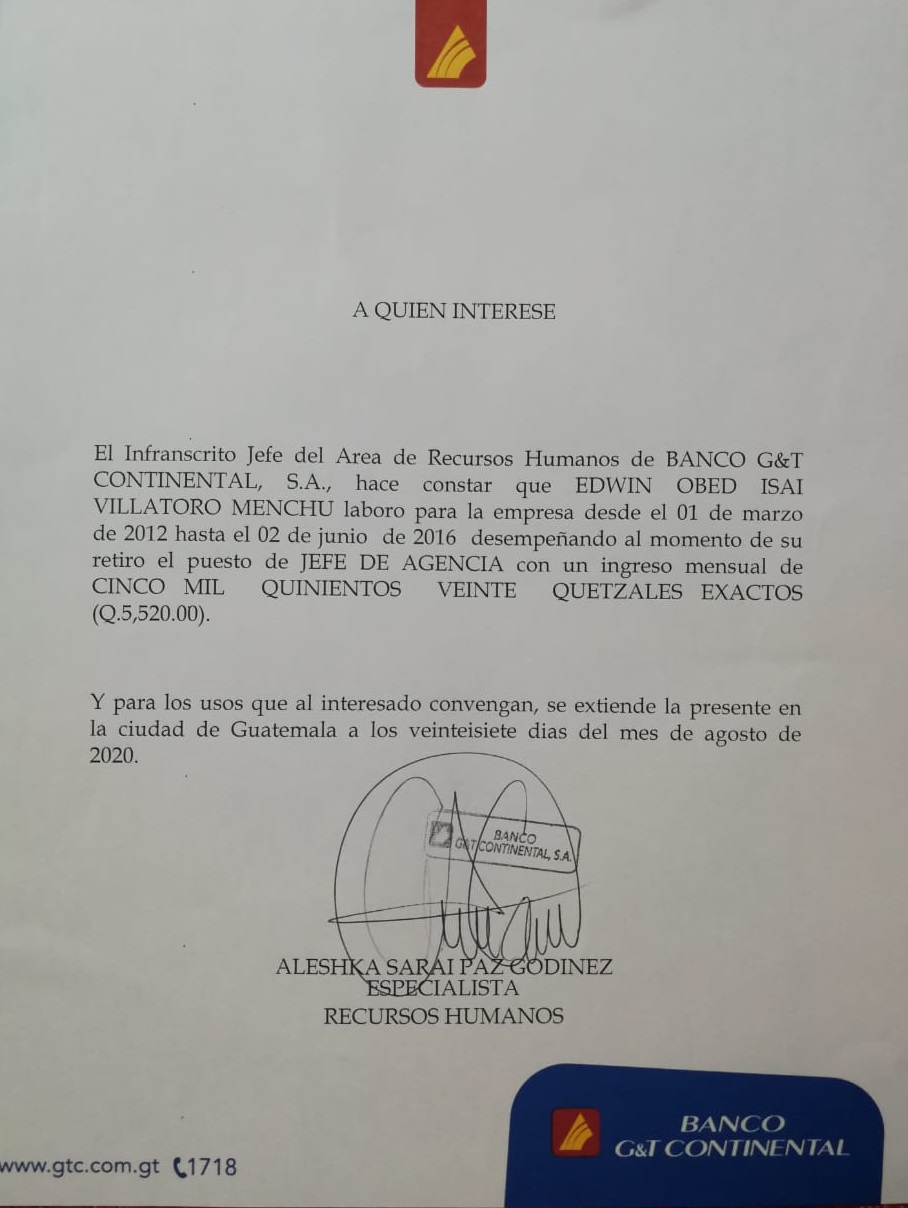 A QUIEN INTERESE
El Infranscrito Jefe del Area de Recursos Humanos de BANCO G&T
CONTINENTAL, S.A., hace constar que EDWIN OBED ISAI
VILLATORO MENCHU laboro para la empresa desde el 01 de marzo
de 2012 hasta el 02 de junio de 2016 desempeñando al momento de su
retiro el puesto de JEFE DE AGENCIA con un ingreso mensual de
CINCO MIL QUINIENTOS VEINTE QUETZALES EXACTOS
(Q.5,520.00).
Y para los usos que al interesado convengan, se extiende la presente en
la ciudad de Guatemala a los veinteisiete dias del mes de agosto de
2020.
BANCO
G&T CONTINENTAL, S.A.
ALESHKA SARAI PAZ GODINEZ
ESPECIALISTA
RECURSOS HUMANOS
BANCO
G&T CONTINENTAL
www.gtc.com.gt 1718